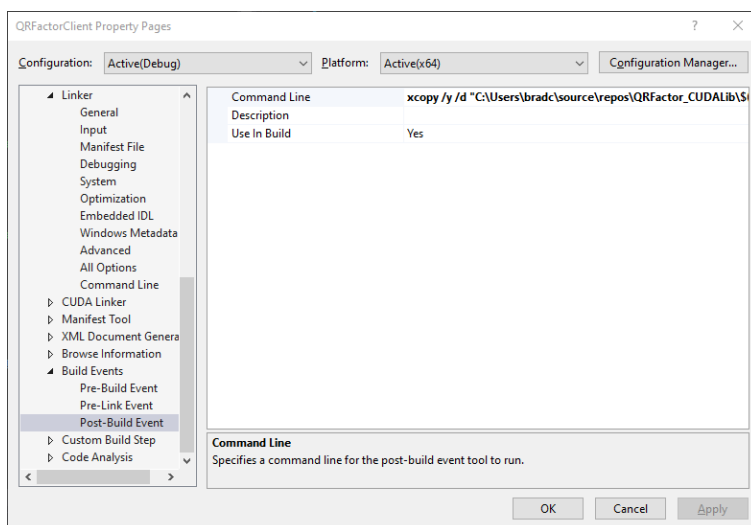 QRFactorClient Property Pages
? ×
Configuration: Active(Debug) Platform: Active(x64) Configuration Manager...
Linker
General
Input
Manifest File
Debugging
System
Optimization
Embedded IDL
Windows Metadata
Advanced
All Options
Command Line
CUDA Linker
Manifest Tool
XML Document Genera
Browse Information
Build Events
Pre-Build Event
Pre-Link Event
Post-Build Event
Custom Build Step
Code Analysis
Command Line xcopy /y /d "C:\Users\bradc\source\repos\QRFactor_CUDALib\$(
Description
Use In Build Yes
Command Line
Specifies a command line for the post-build event tool to run.
OK Cancel Apply